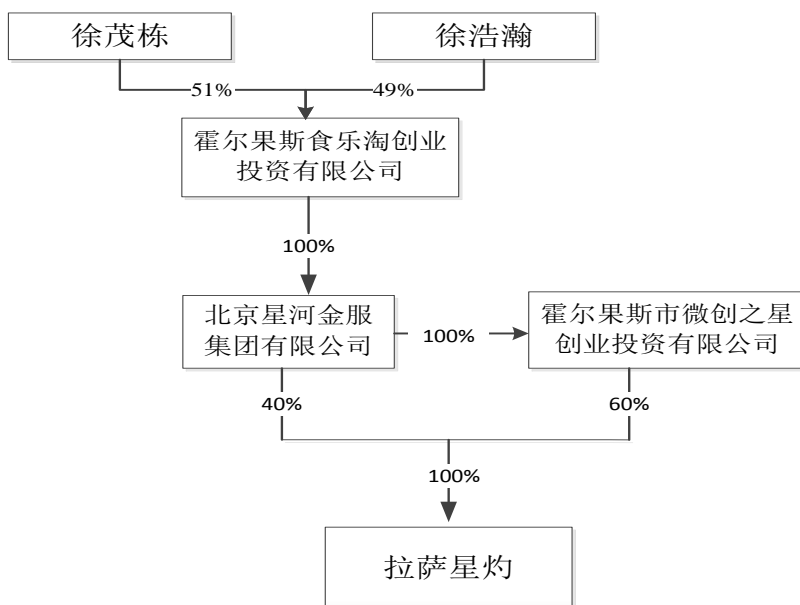 徐茂栋
徐浩瀚
51%
49%
霍尔果斯食乐淘创业
投资有限公司
100%
北京星河金服
集团有限公司
100%
霍尔果斯市微创之星
创业投资有限公司
40%
60%
100%
拉萨星灼